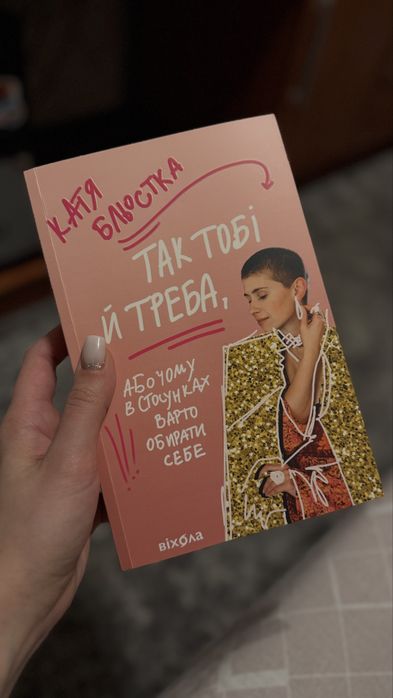 КАТЯ
БЛЮСТКА
ТАК ТОБІ
Й ТРЕБА,
АБО ЧОМУ
В СТОСУНКАХ
ВАРТО
ОБИРАТИ
СЕБЕ
віхола